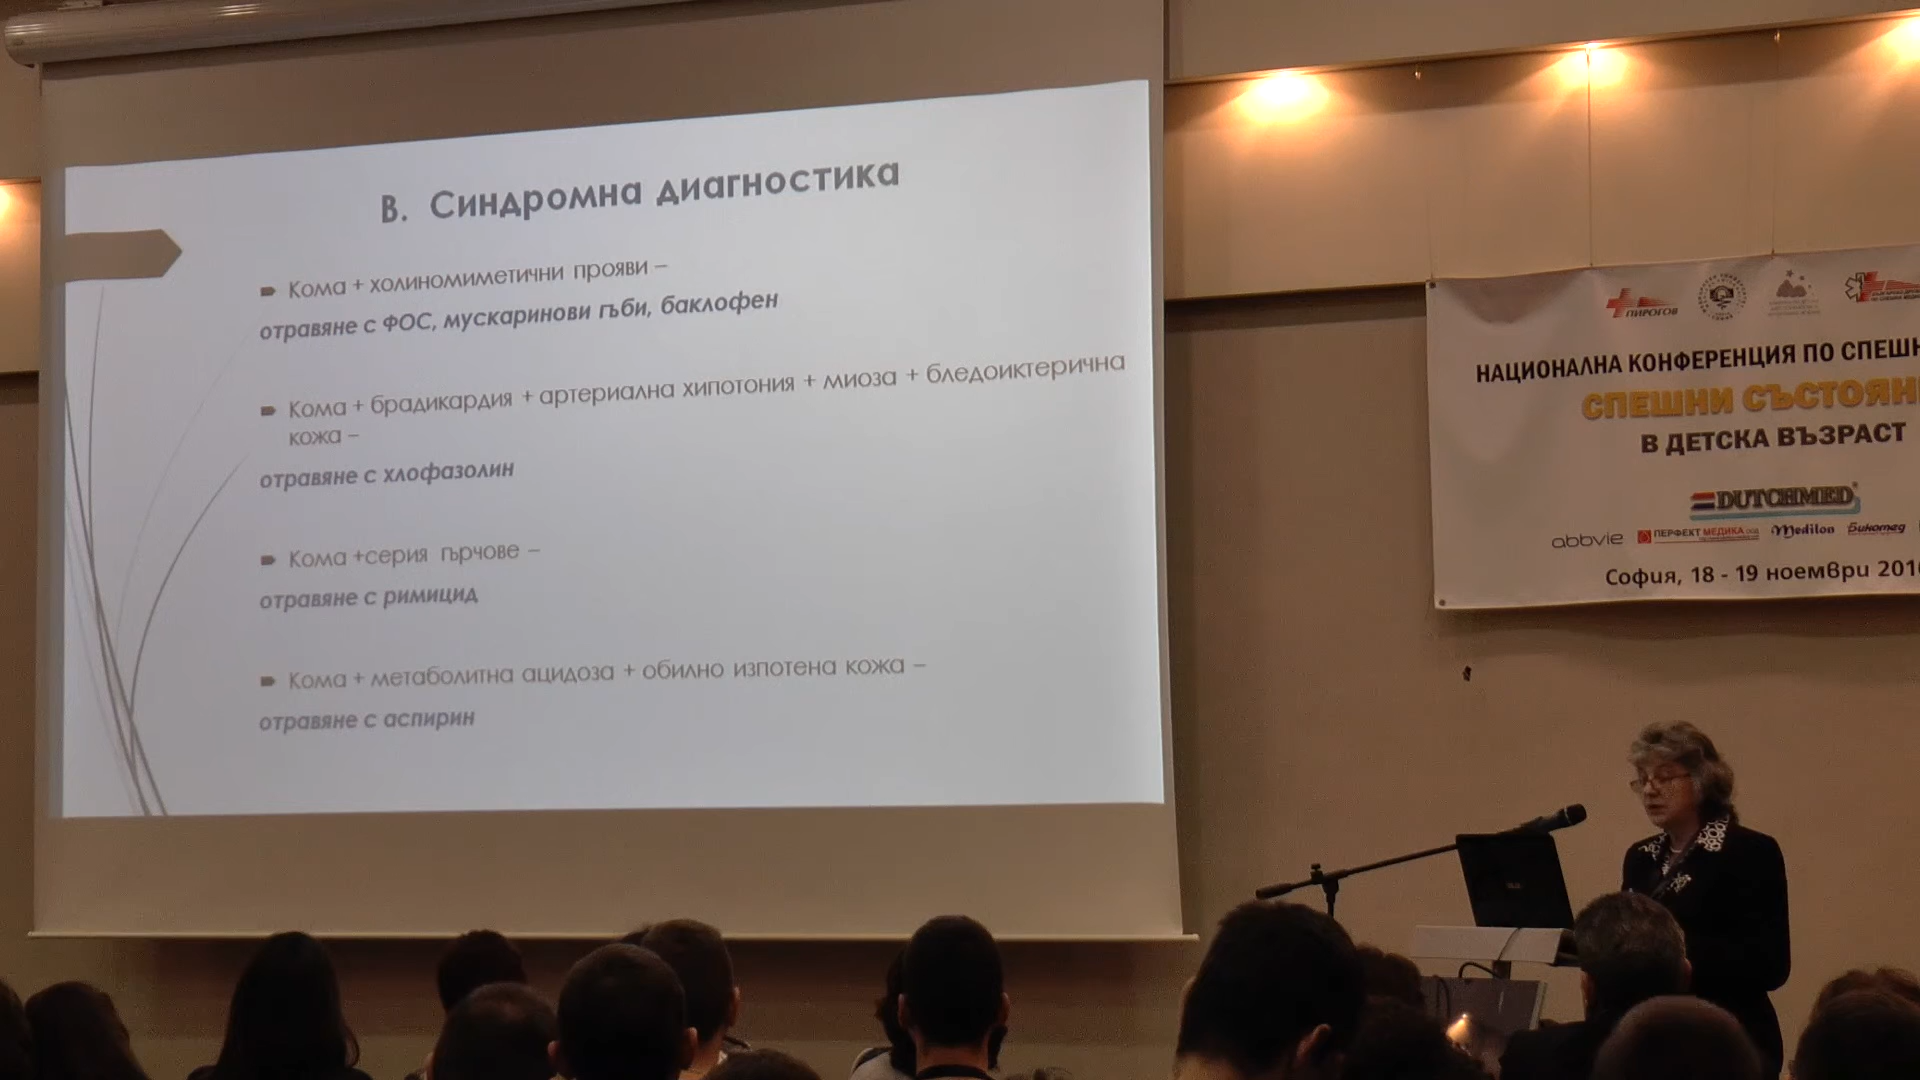 В. Синдромна диагностика
Кома + холиномиметични прояви –
отравяне с ФОС, мускаринови гъби, баклофен
Кома + брадикардия + артериална хипотония + миоза + бледоиктерична
кожа –
отравяне с хлофазолин
Кома +серия гърчове –
отравяне с римицид
Кома + метаболитна ацидоза + обилно изпотена кожа –
отравяне с аспирин
ПИРОГОВ
НАЦИОНАЛНА КОНФЕРЕНЦИЯ ПО СПЕШН
СПЕШНИ СЪСТОЯН
В ДЕТСКА ВЪЗРАСТ
DUTCHMED
abbvie ПЕРФЕКТ МЕДИКА Medilon Бикомед
София, 18 - 19 ноември 201